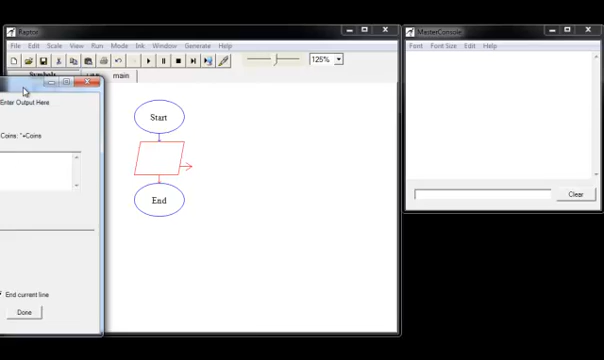 Raptor
File Edit Scale View Run Mode Ink Window Generate Help
125%
Symbols
main
Enter Output Here
Coins: "+Coins
End current line
Done
Start
End
MasterConsole
Font Font Size Edit Help
Clear